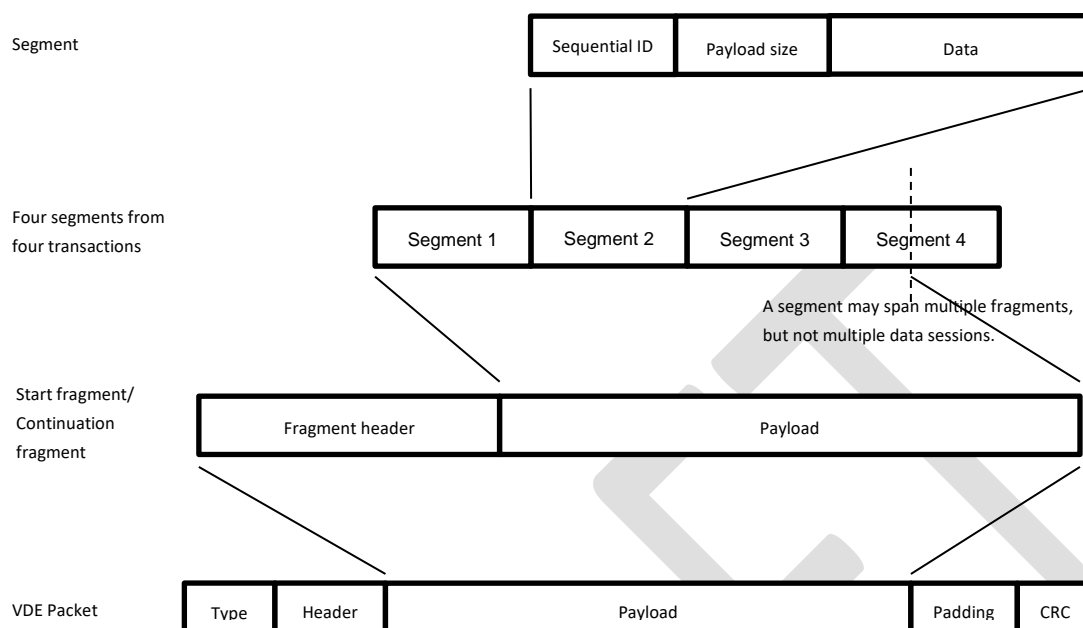 Segment
Sequential ID Payload size Data
Four segments from
four transactions
Segment 1 Segment 2 Segment 3 Segment 4
A segment may span multiple fragments,
but not multiple data sessions.
Start fragment/
Continuation
fragment
Fragment header Payload
VDE Packet
Type Header Payload Padding CRC